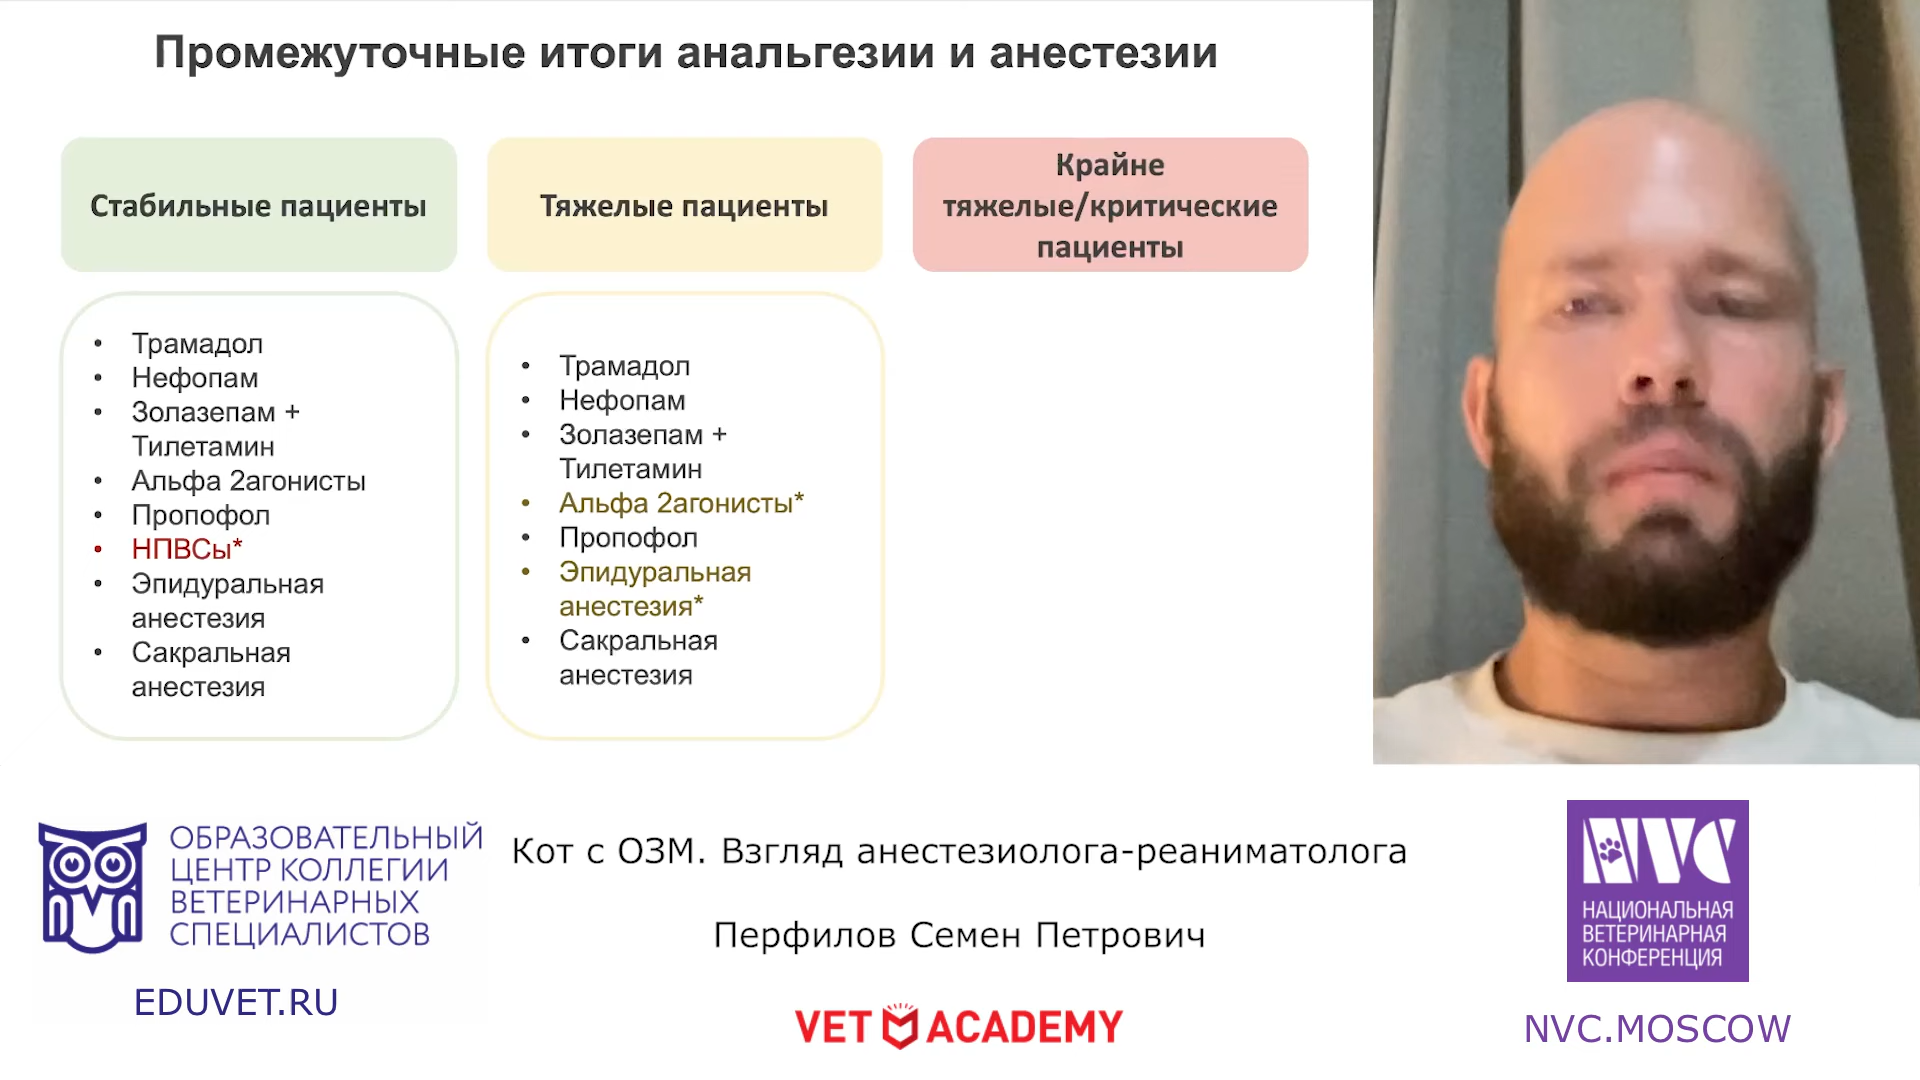 Промежуточные итоги анальгезии и анестезии
Стабильные пациенты
Тяжелые пациенты
Крайне
тяжелые/критические
пациенты
• Трамадол
• Нефопам
• Золазепам +
Тилетамин
• Альфа 2агонисты
• Пропофол
• НПВСы*
• Эпидуральная
анестезия
• Сакральная
анестезия
• Трамадол
• Нефопам
• Золазепам +
Тилетамин
• Альфа 2агонисты*
• Пропофол
• Эпидуральная
анестезия*
• Сакральная
анестезия
ОБРАЗОВАТЕЛЬНЫЙ
ЦЕНТР КОЛЛЕГИИ
ВЕТЕРИНАРНЫХ
СПЕЦИАЛИСТОВ
EDUVET.RU
Кот с ОЗМ. Взгляд анестезиолога-реаниматолога
Перфилов Семен Петрович
VET ACADEMY
NVC
НАЦИОНАЛЬНАЯ
ВЕТЕРИНАРНАЯ
КОНФЕРЕНЦИЯ
NVC.MOSCOW